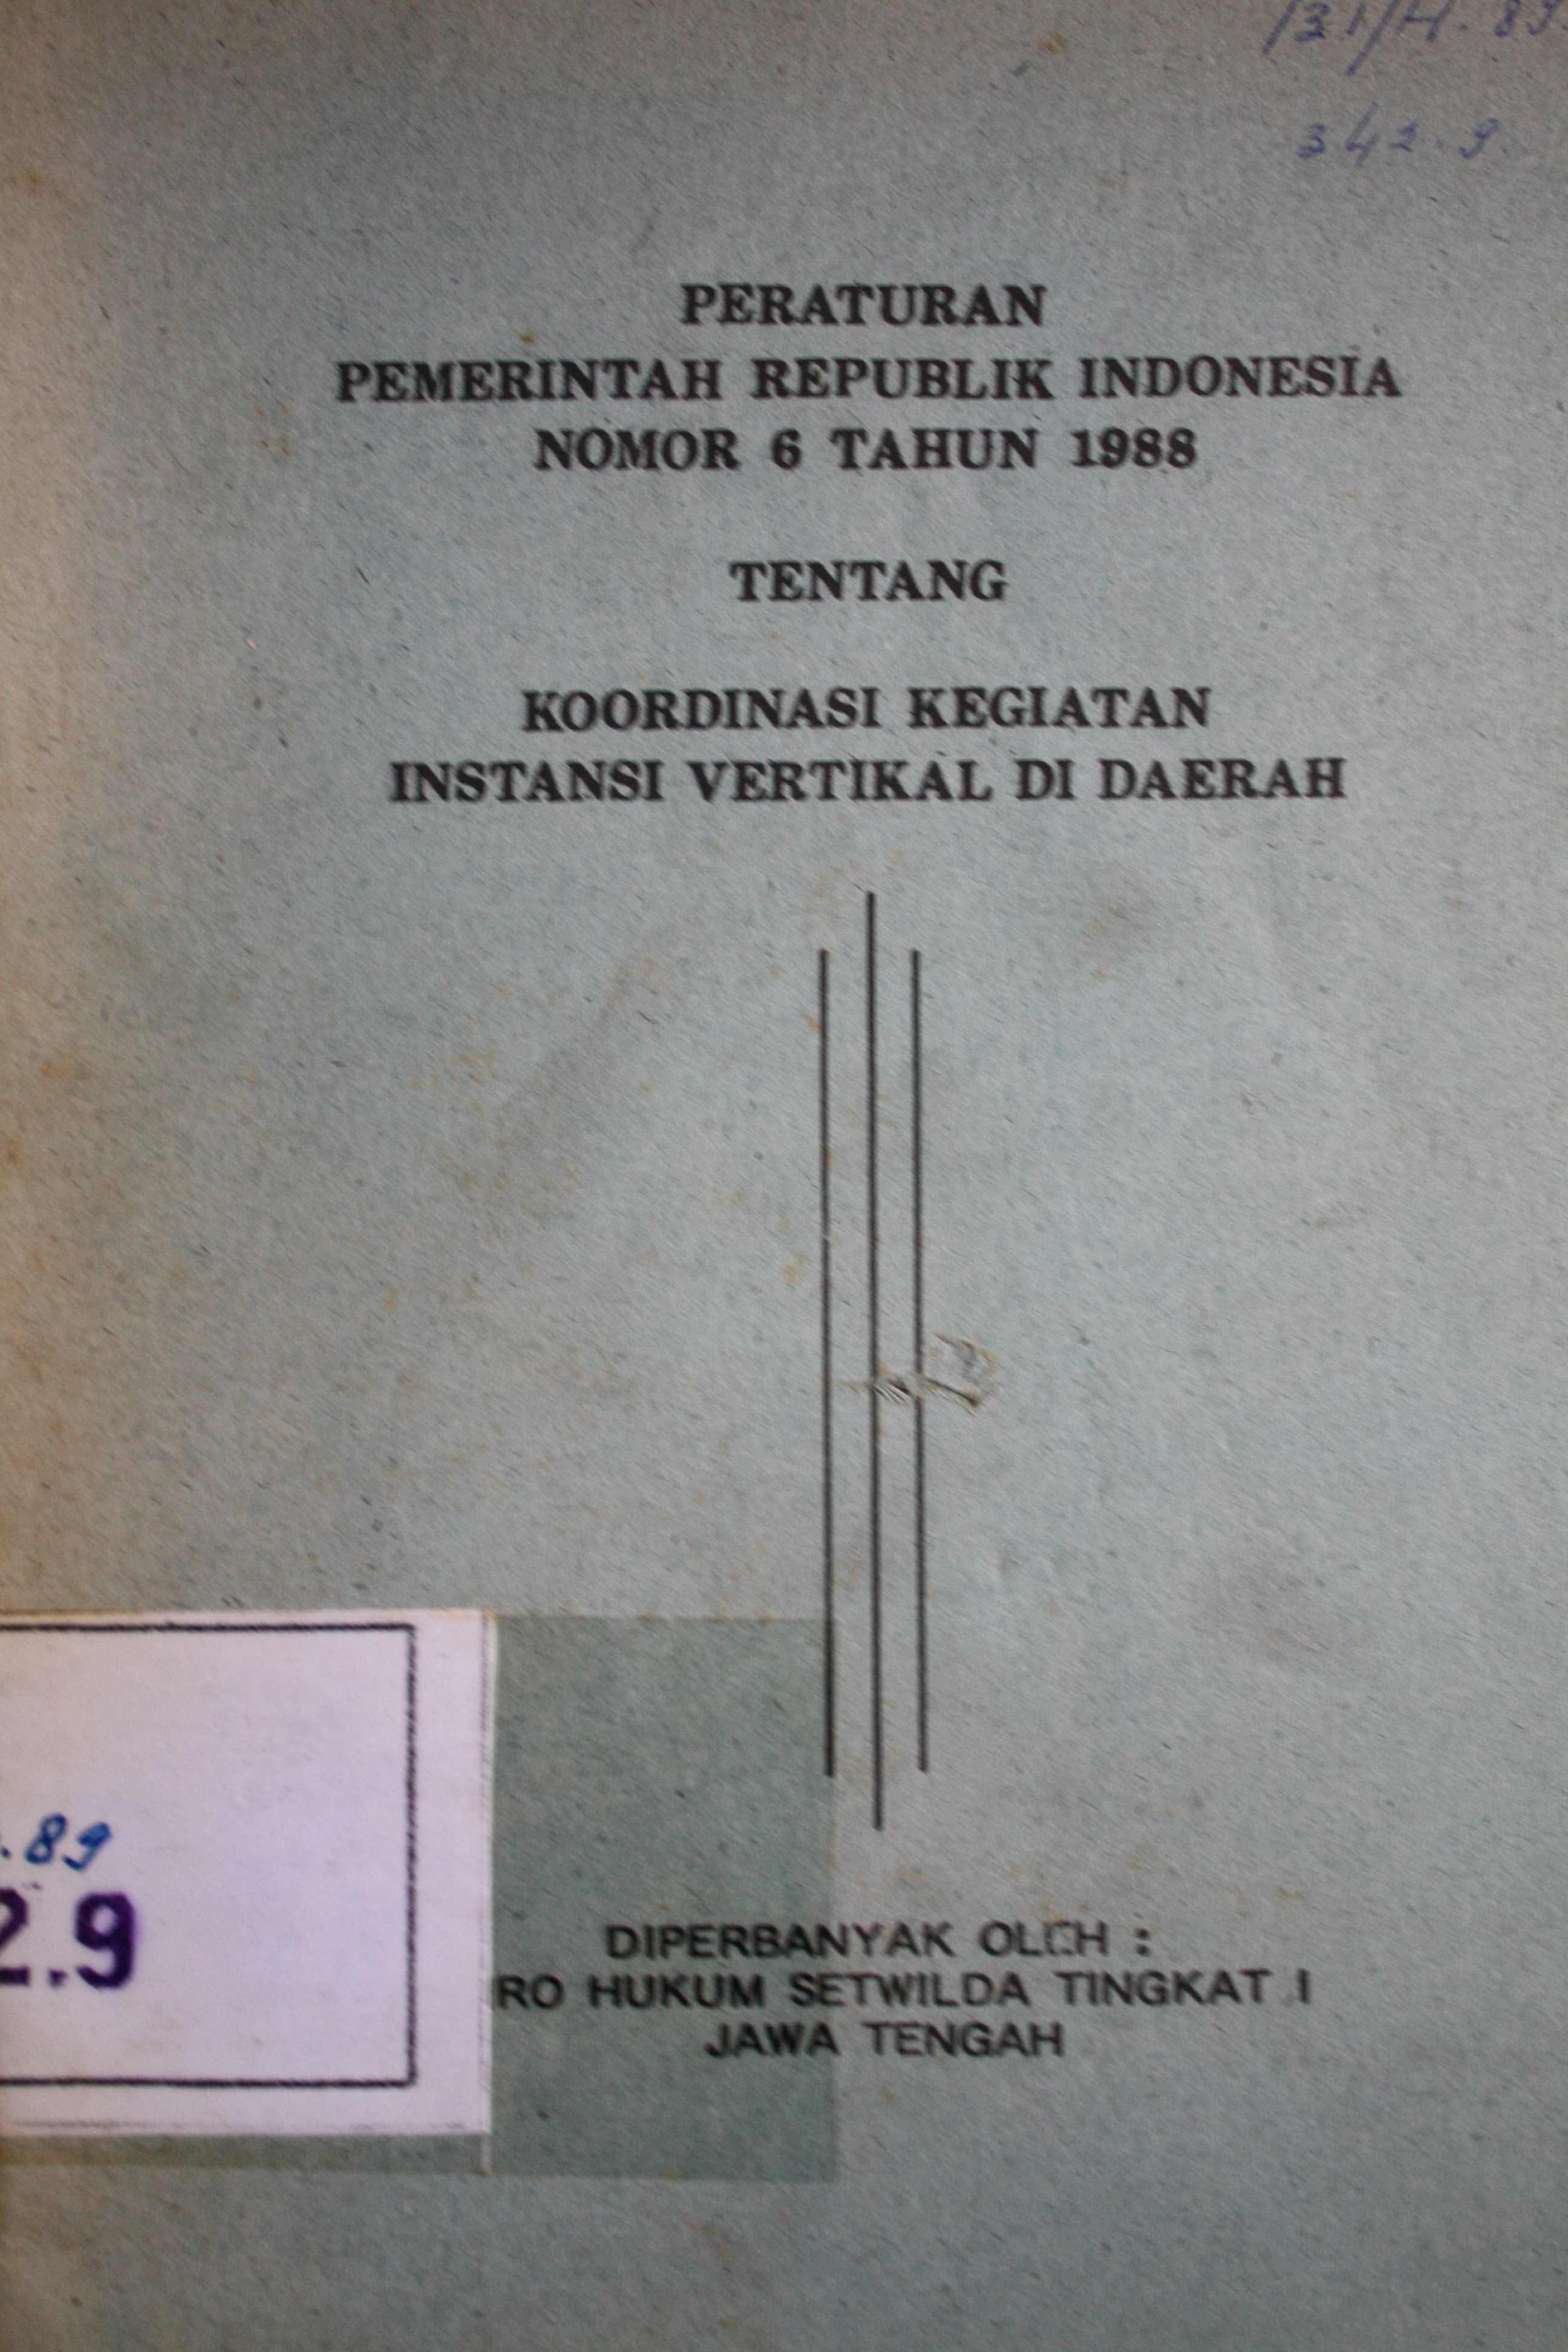 131/H.89.
342.9.
PERATURAN
PEMERINTAH REPUBLIK INDONESIA
NOMOR 6 TAHUN 1988
TENTANG
KOORDINASI KEGIATAN
INSTANSI VERTIKAL DI DAERAH
.89
2.9
DIPERBANYAK OLEH :
RO HUKUM SETWILDA TINGKAT I
JAWA TENGAH